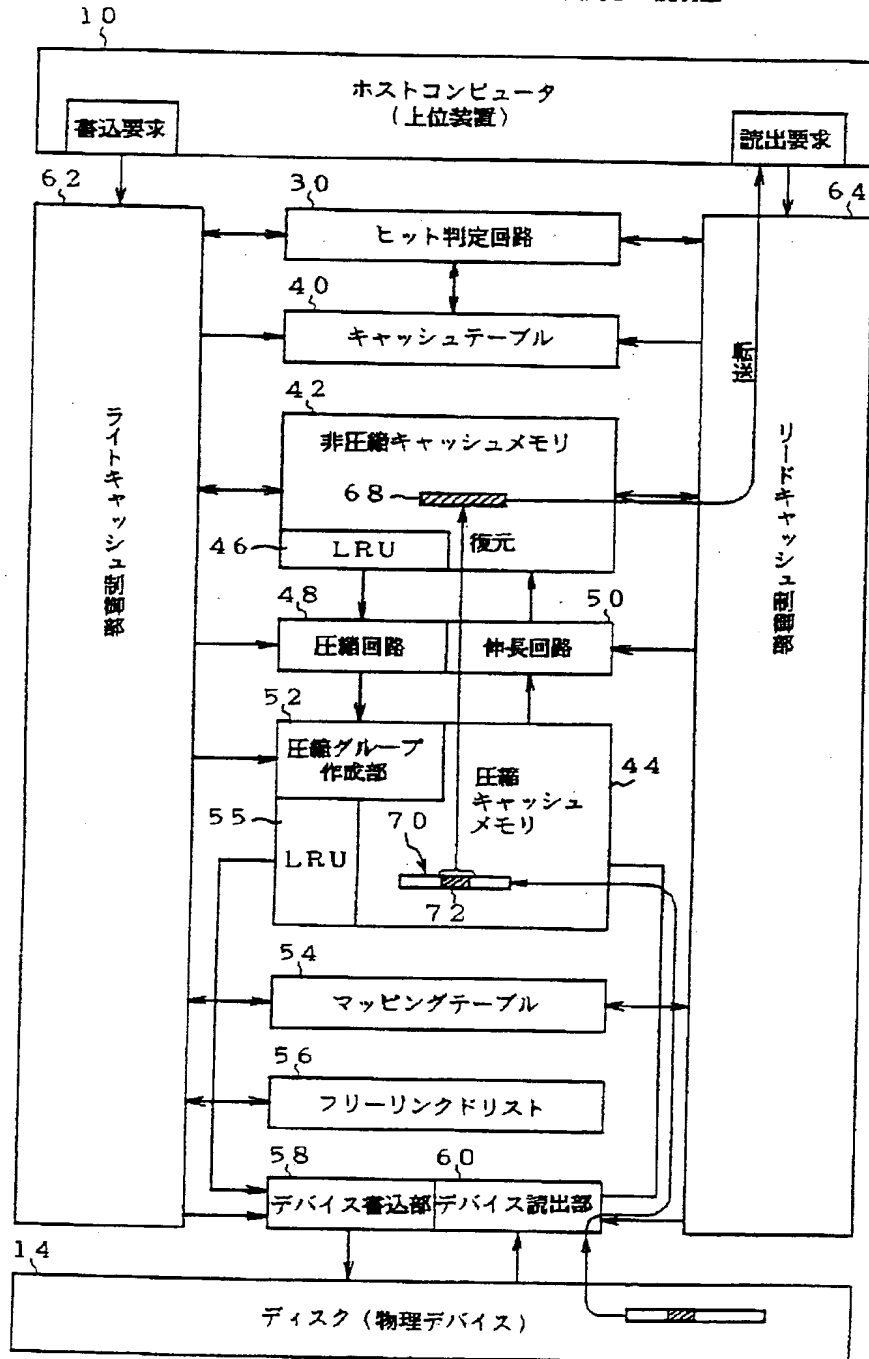 10
ホストコンピュータ
(上位装置)
書込要求
読出要求
62
30
64
ヒット判定回路
40
キャッシュテーブル
転送
42
非圧縮キャッシュメモリ
68
46
LRU
復元
ライトキャッシュ制御部
リードキャッシュ制御部
48
50
圧縮回路
伸長回路
52
圧縮グループ
作成部
圧縮
キャッシュ
メモリ
44
55
LRU
70
72
54
マッピングテーブル
56
フリーリンクドリスト
58
60
デバイス書込部
デバイス読出部
14
ディスク(物理デバイス)